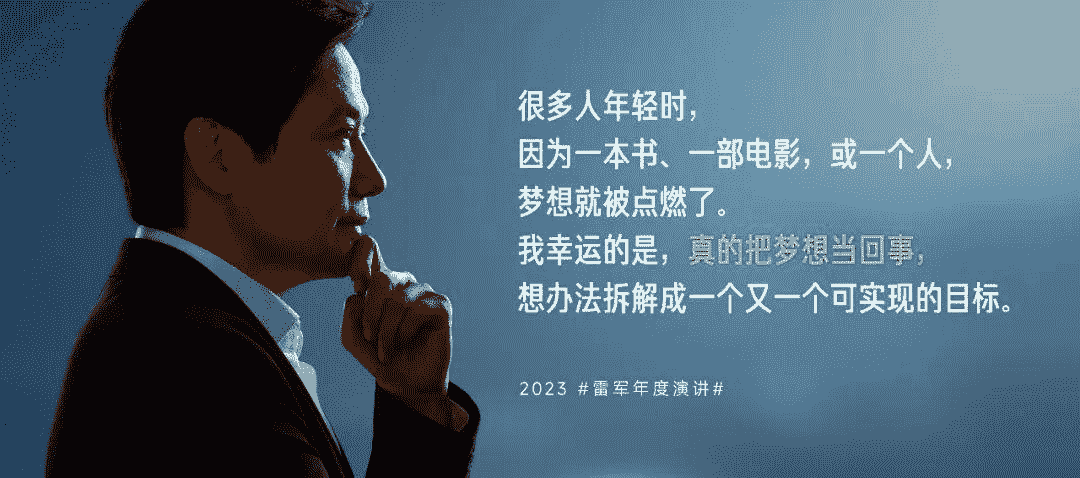 很多人年轻时，
因为一本书、一部电影，或一个人，
梦想就被点燃了。
我幸运的是，真的把梦想当回事，
想办法拆解成一个又一个可实现的目标。
2023 #雷军年度演讲#